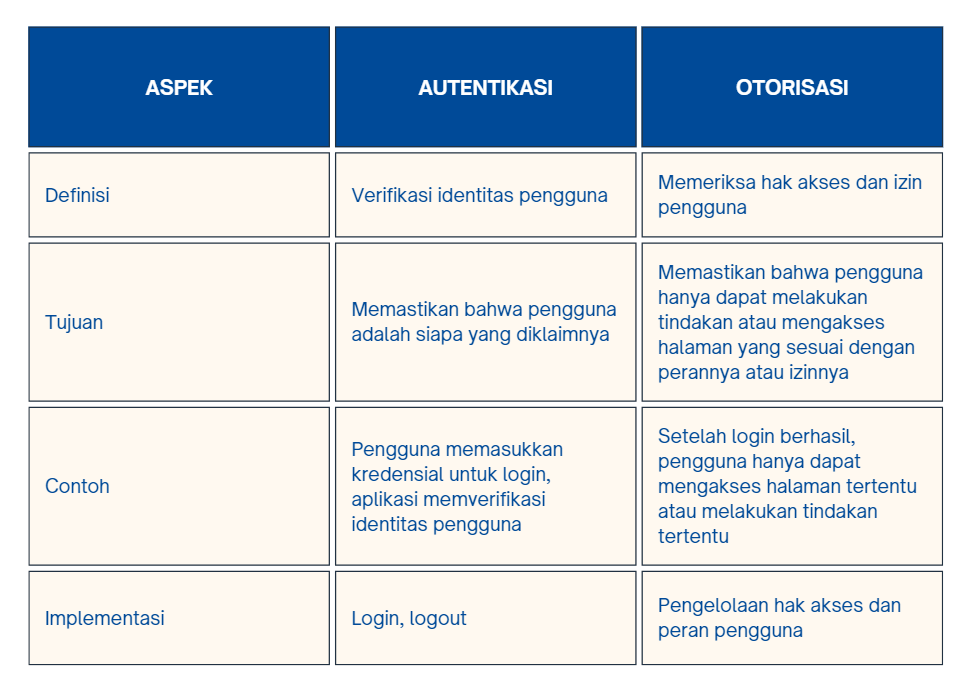 ASPEK
AUTENTIKASI
OTORISASI
Definisi
Verifikasi identitas pengguna
Memeriksa hak akses dan izin
pengguna
Tujuan
Memastikan bahwa pengguna
adalah siapa yang diklaimnya
Memastikan bahwa pengguna
hanya dapat melakukan
tindakan atau mengakses
halaman yang sesuai dengan
perannya atau izinnya
Contoh
Pengguna memasukkan
kredensial untuk login,
aplikasi memverifikasi
identitas pengguna
Setelah login berhasil,
pengguna hanya dapat
mengakses halaman tertentu
atau melakukan tindakan
tertentu
Implementasi
Login, logout
Pengelolaan hak akses dan
peran pengguna